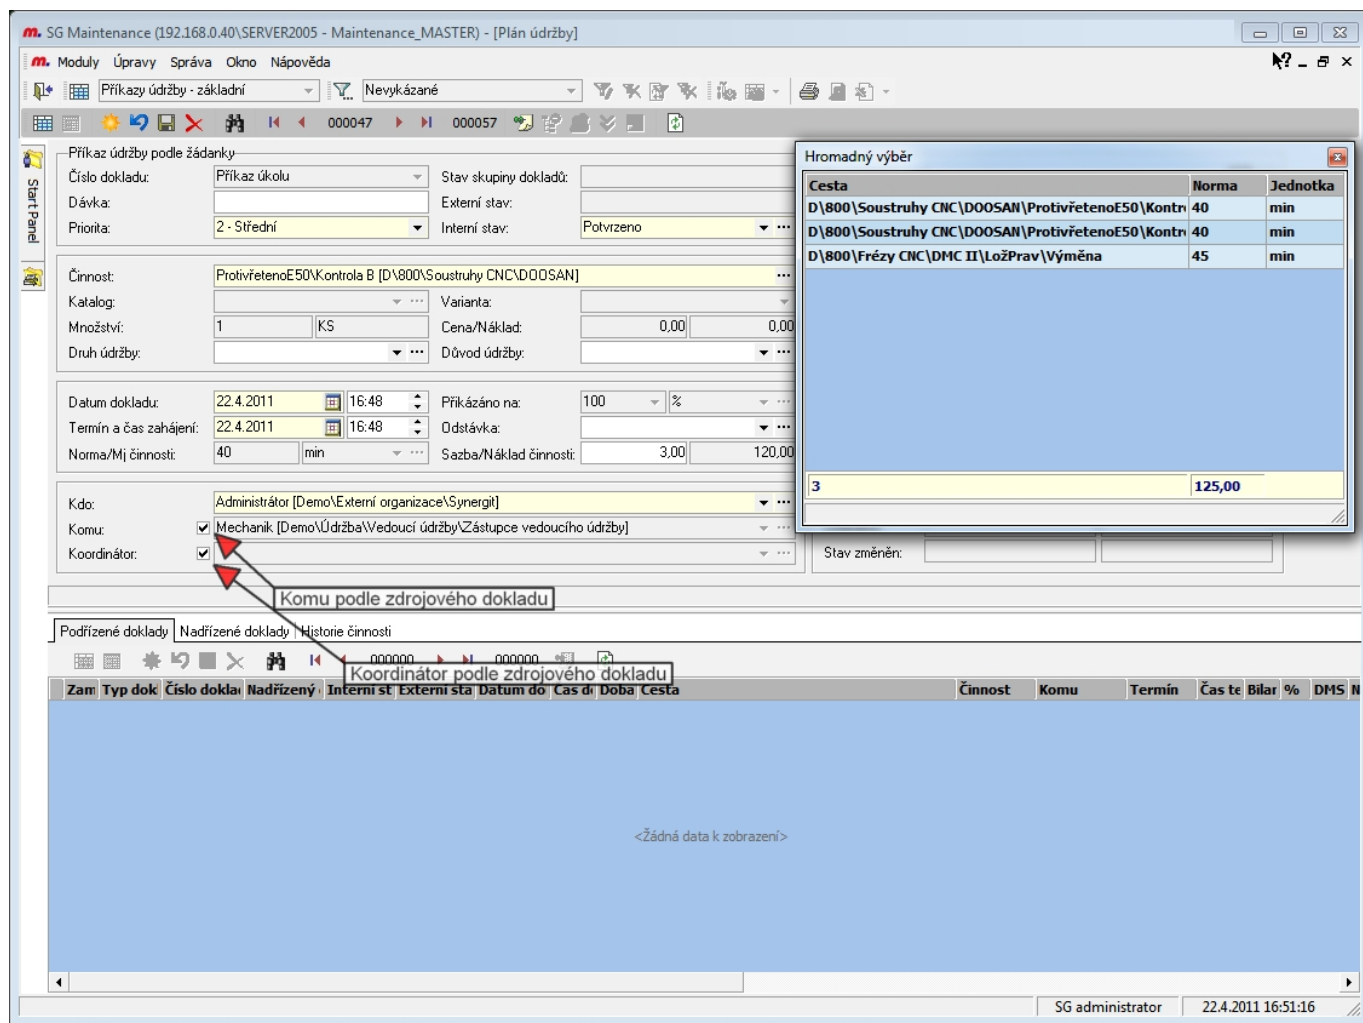 m. SG Maintenance (192.168.0.40\SERVER2005 - Maintenance_MASTER) - [Plán údržby]
m. Moduly Úpravy Správa Okno Nápověda
Příkazy údržby - základní Nevykázané
000047 000057
Start Panel
Příkaz údržby podle žádanky
Číslo dokladu: Příkaz úkolu Stav skupiny dokladů:
Dávka: Externí stav:
Priorita: 2 - Střední Interní stav: Potvrzeno
Činnost: ProtivřetenoE50\Kontrola B [D\800\Soustruhy CNC\DOOSAN]
Katalog: Varianta:
Množství: 1 KS Cena/Náklad: 0,00 0,00
Druh údržby: Důvod údržby:
Datum dokladu: 22.4.2011 16:48 Přikázáno na: 100 %
Termín a čas zahájení: 22.4.2011 16:48 Odstávka:
Norma/Mj činnosti: 40 min Sazba/Náklad činnosti: 3,00 120,00
Kdo: Administrátor [Demo\Externí organizace\Synergit]
Komu: Mechanik [Demo\Údržba\Vedoucí údržby\Zástupce vedoucího údržby]
Koordinátor: Stav změněn:
Hromadný výběr
Cesta Norma Jednotka
D\800\Soustruhy CNC\DOOSAN\ProtivřetenoE50\Kontr 40 min
D\800\Soustruhy CNC\DOOSAN\ProtivřetenoE50\Kontr 40 min
D\800\Frézy CNC\DMC II\LožPrav\Výměna 45 min
3 125,00
Komu podle zdrojového dokladu
Podřízené doklady Nadřízené doklady Historie činnosti
000000 000000
Koordinátor podle zdrojového dokladu
Zam Typ dok Číslo dokla Nadřízený Interní st Externí sta Datum do Čas d Doba Cesta Činnost Komu Termín Čas te Bilar % DMS N
<Žádná data k zobrazení>
SG administrator 22.4.2011 16:51:16